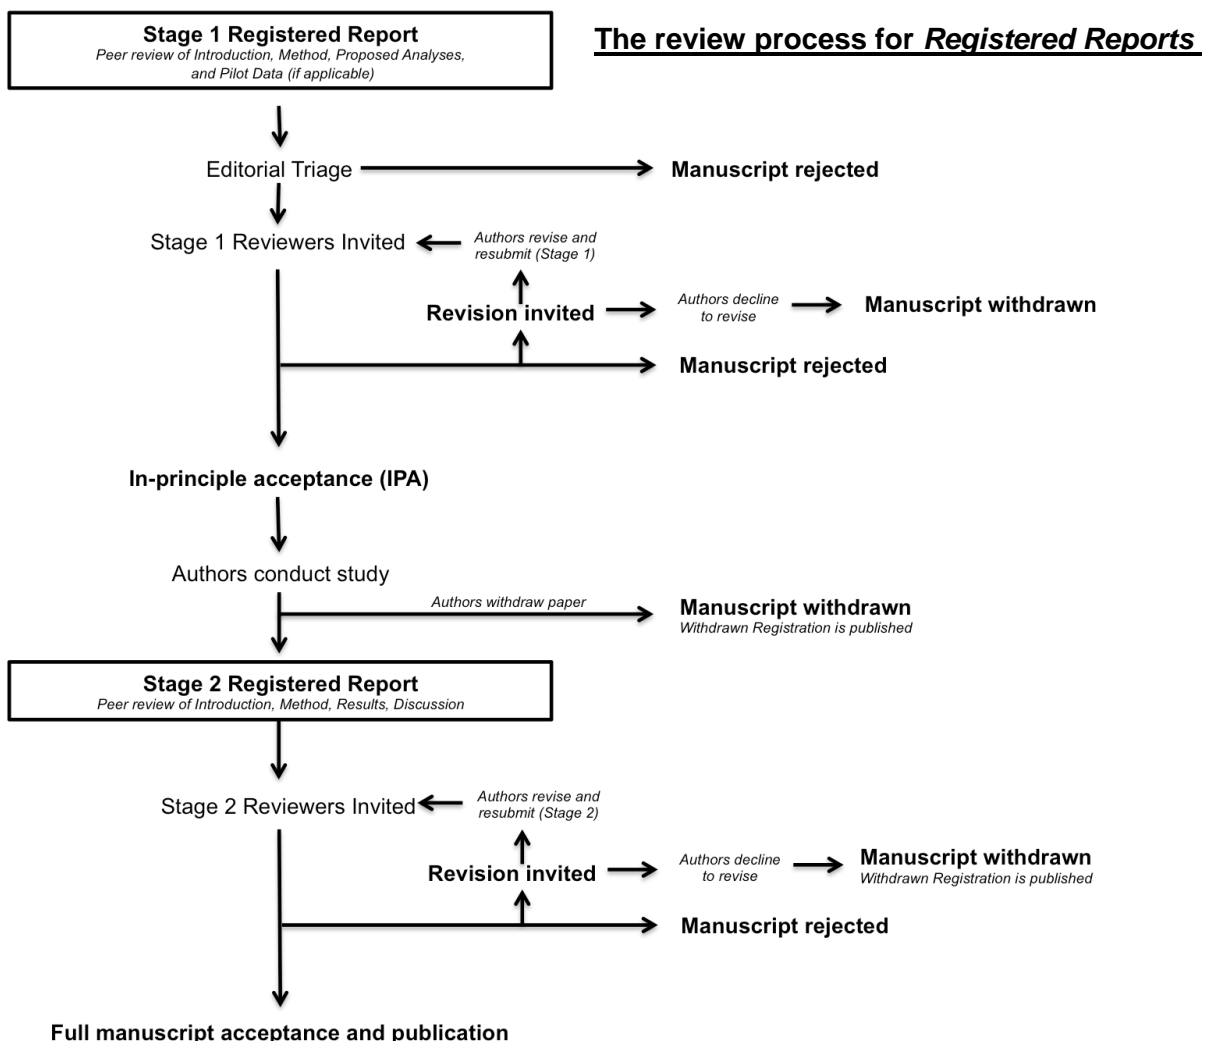 Stage 1 Registered Report
Peer review of Introduction, Method, Proposed Analyses,
and Pilot Data (if applicable)
The review process for Registered Reports
Editorial Triage
Manuscript rejected
Stage 1 Reviewers Invited
Authors revise and
resubmit (Stage 1)
Revision invited
Authors decline
to revise
Manuscript withdrawn
Manuscript rejected
In-principle acceptance (IPA)
Authors conduct study
Authors withdraw paper
Manuscript withdrawn
Withdrawn Registration is published
Stage 2 Registered Report
Peer review of Introduction, Method, Results, Discussion
Stage 2 Reviewers Invited
Authors revise and
resubmit (Stage 2)
Revision invited
Authors decline
to revise
Manuscript withdrawn
Withdrawn Registration is published
Manuscript rejected
Full manuscript acceptance and publication